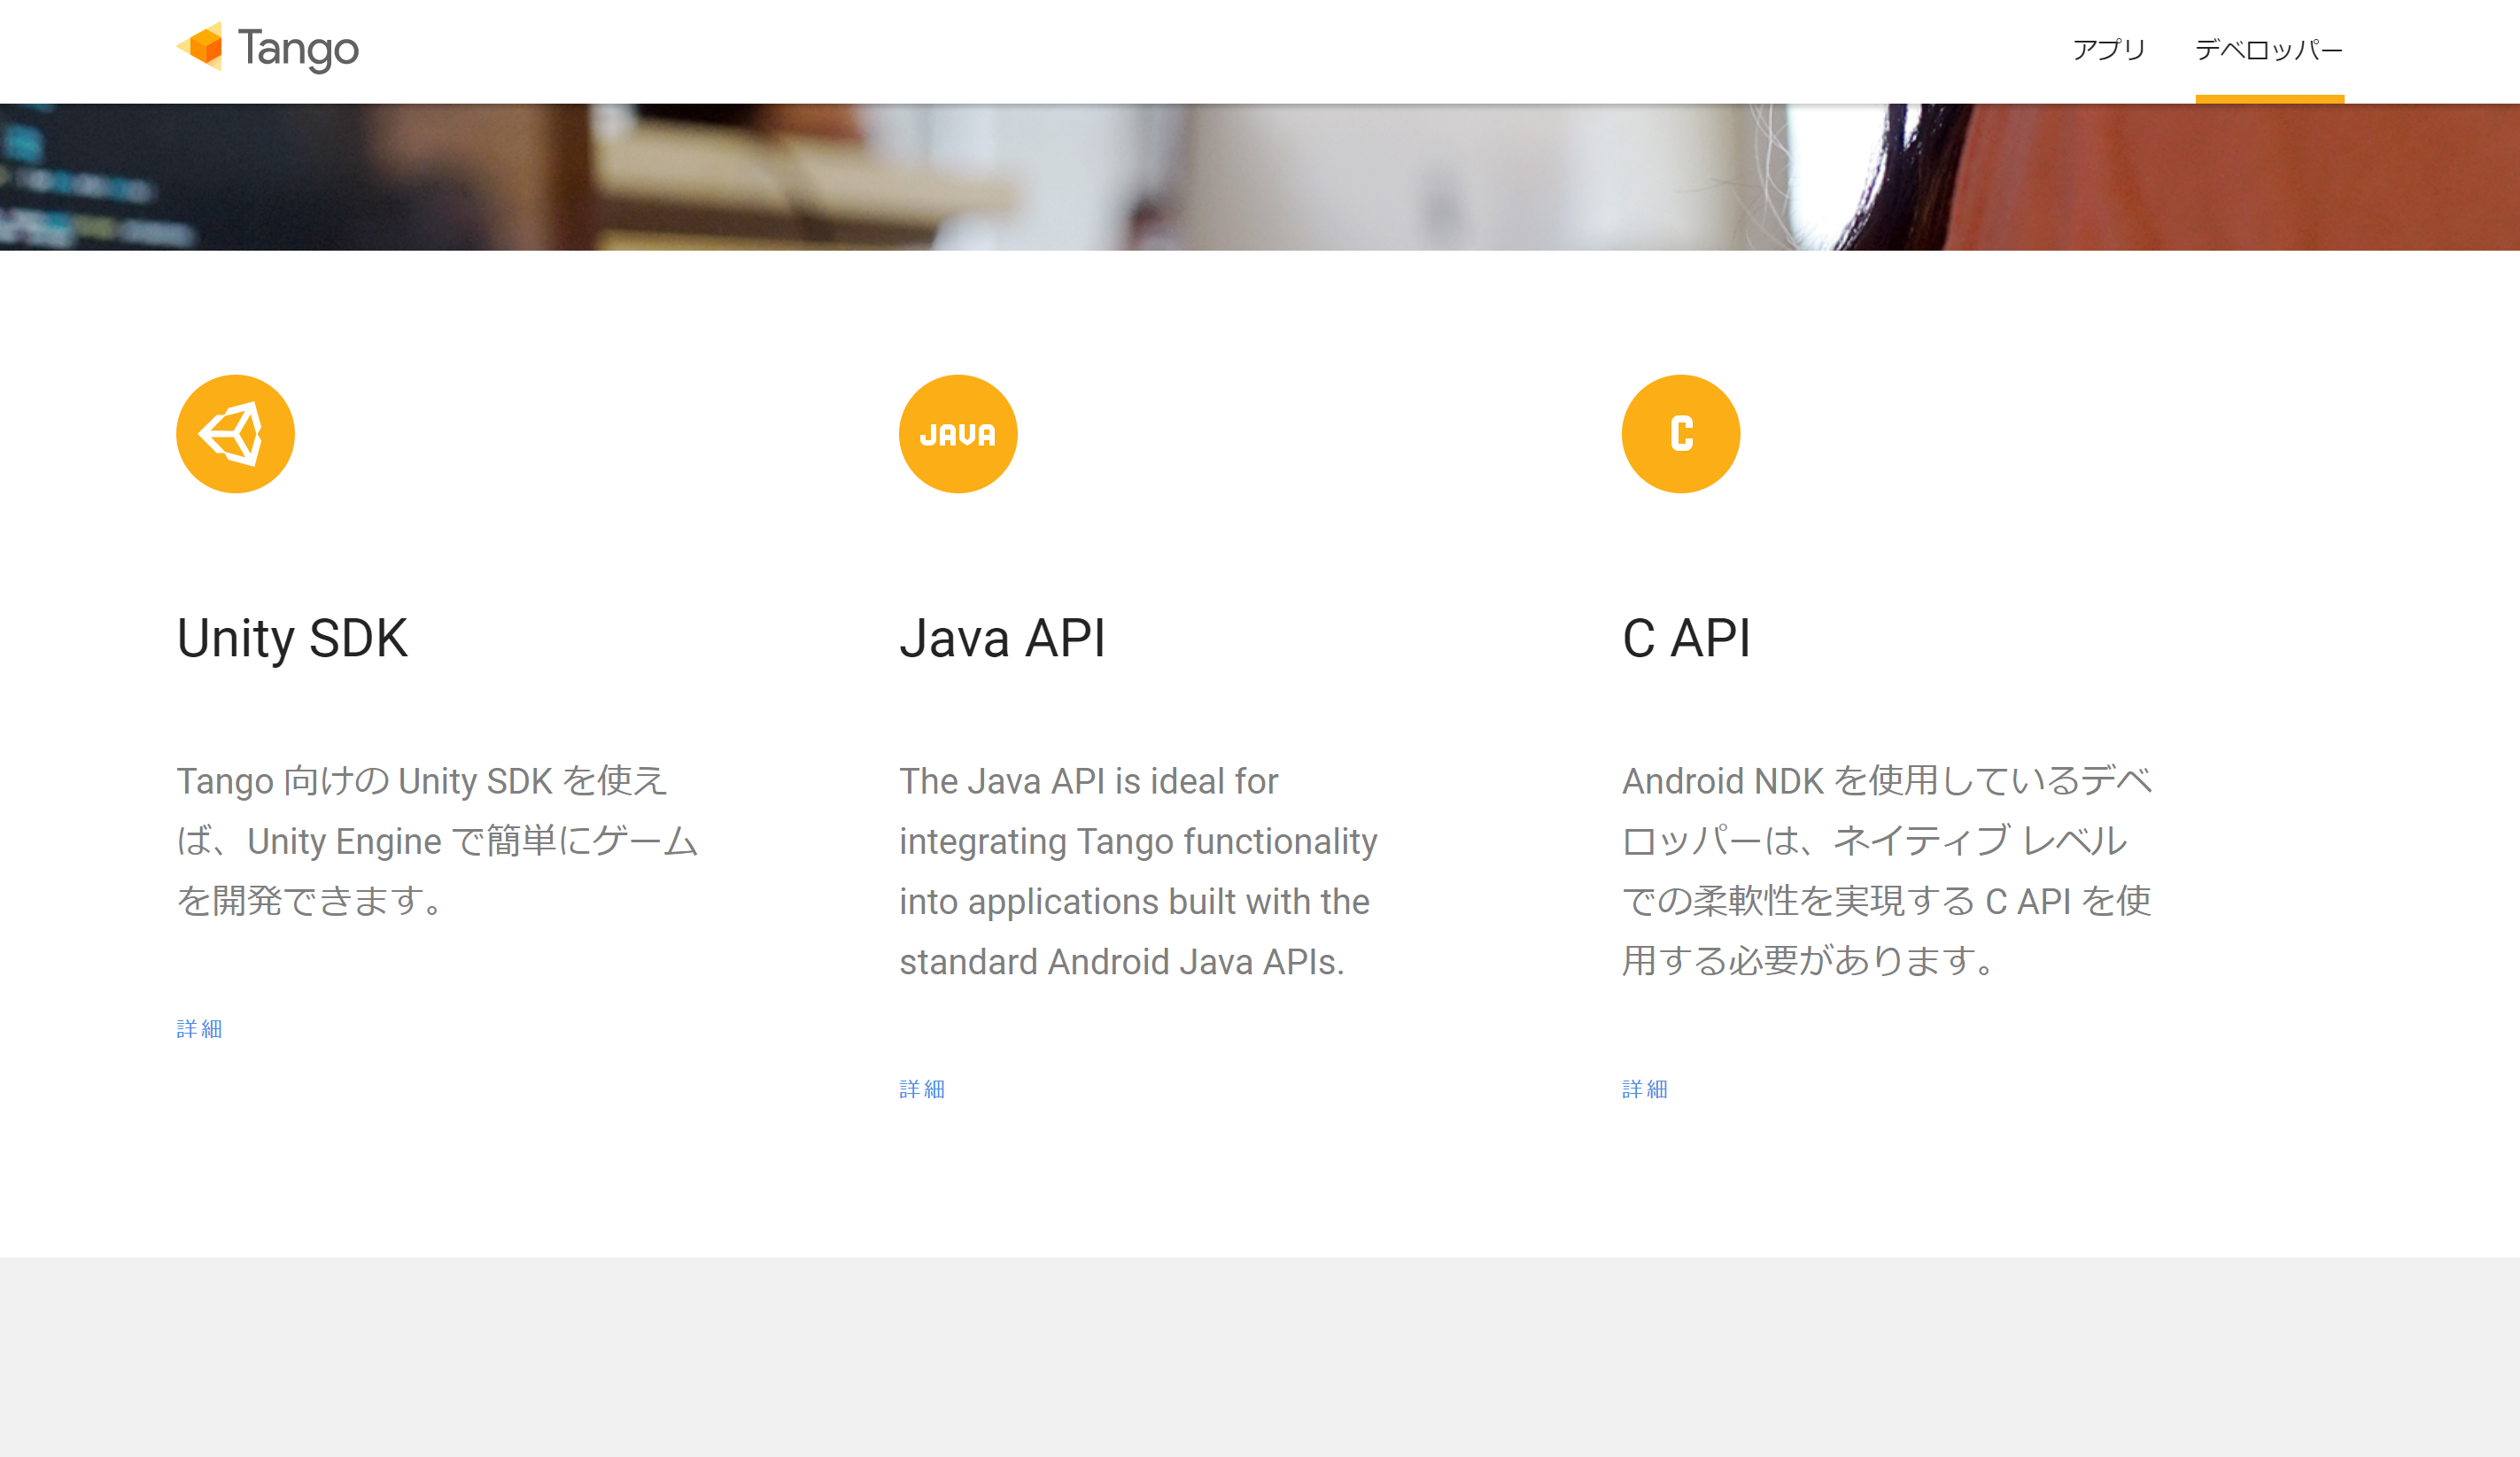 Tango
アプリ
デベロッパー
JAVA
C
Unity SDK
Tango 向けの Unity SDK を使え
ば、Unity Engine で簡単にゲーム
を開発できます。
詳細
Java API
The Java API is ideal for
integrating Tango functionality
into applications built with the
standard Android Java APIs.
詳細
C API
Android NDK を使用しているデベ
ロッパーは、ネイティブ レベル
での柔軟性を実現する C API を使
用する必要があります。
詳細